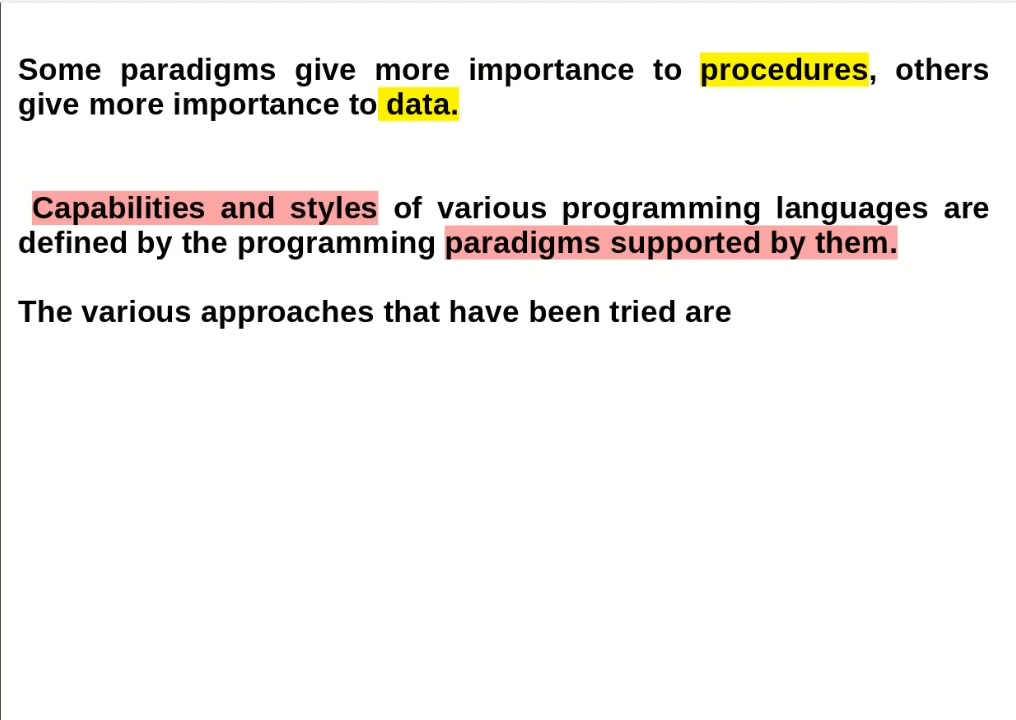 Some paradigms give more importance to procedures, others
give more importance to data.
Capabilities and styles of various programming languages are
defined by the programming paradigms supported by them.
The various approaches that have been tried are